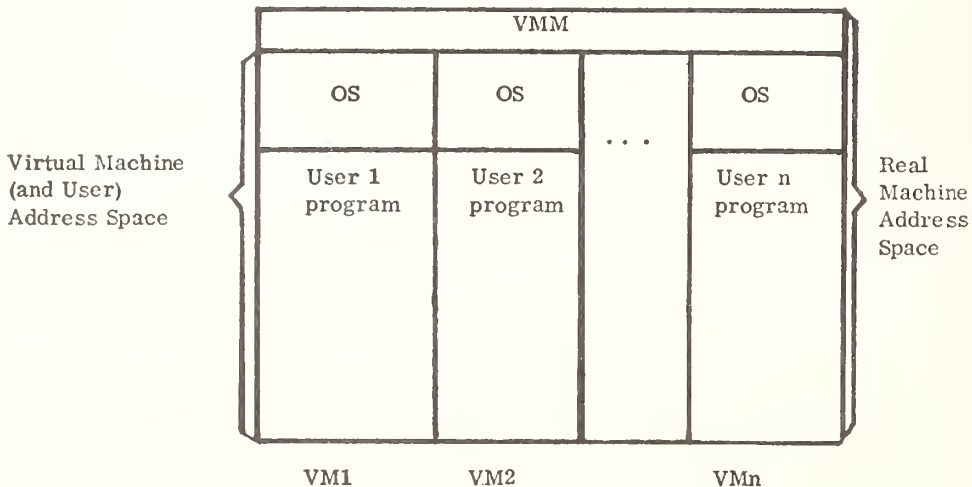 VMM
OS
OS
OS
. . .
Virtual Machine
(and User)
Address Space
User 1
program
User 2
program
User n
program
Real
Machine
Address
Space
VM1
VM2
VMn